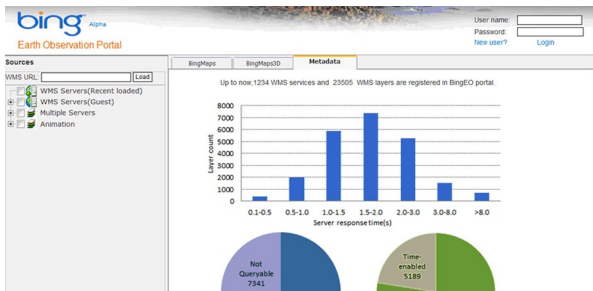 bing Alpha
Earth Observation Portal
User name:
Password:
New user? Login
Sources
WMS URL: Load
WMS Servers(Recent loaded)
WMS Servers(Guest)
Multiple Servers
Animation
BingMaps BingMaps3D Metadata
Up to now,1234 WMS services and 23505 WMS layers are registered in BingEO portal.
8000
7000
6000
5000
4000
3000
2000
1000
0
Layer count
0.1-0.5 0.5-1.0 1.0-1.5 1.5-2.0 2.0-3.0 3.0-8.0 >8.0
Server response time(s)
Not
Queryable
7341
Time-
enabled
5189